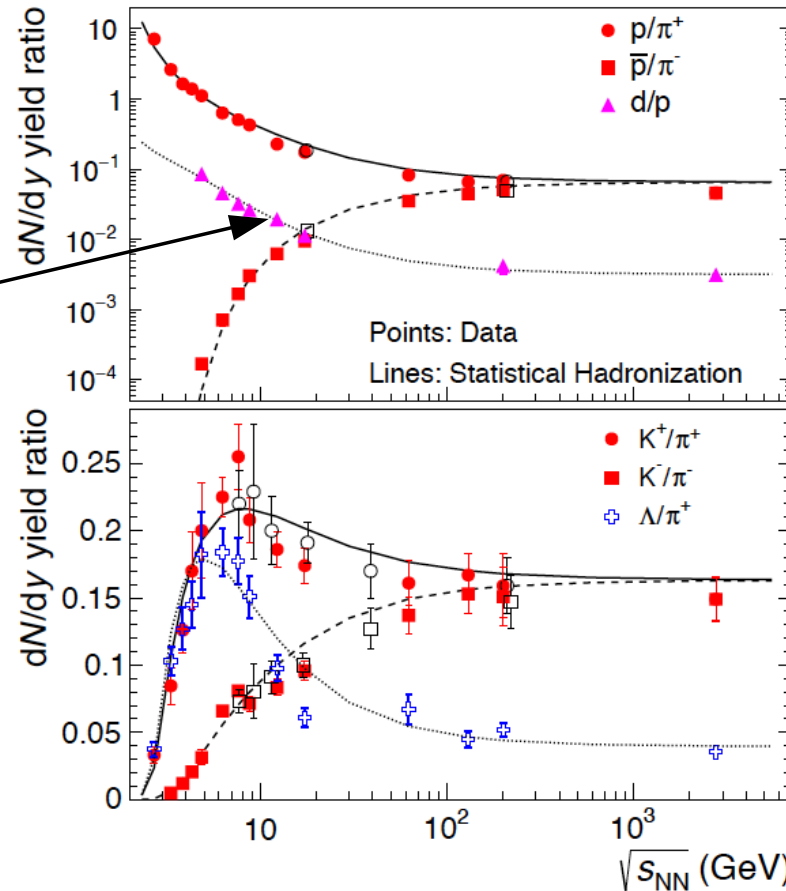 dN/dy yield ratio
10
1
10⁻¹
10⁻²
10⁻³
10⁻⁴
p/π⁺
p̅/π⁻
d/p
Points: Data
Lines: Statistical Hadronization
dN/dy yield ratio
0.25
0.2
0.15
0.1
0.05
0
K⁺/π⁺
K⁻/π⁻
Λ/π⁺
10 10² 10³
√sNN (GeV)